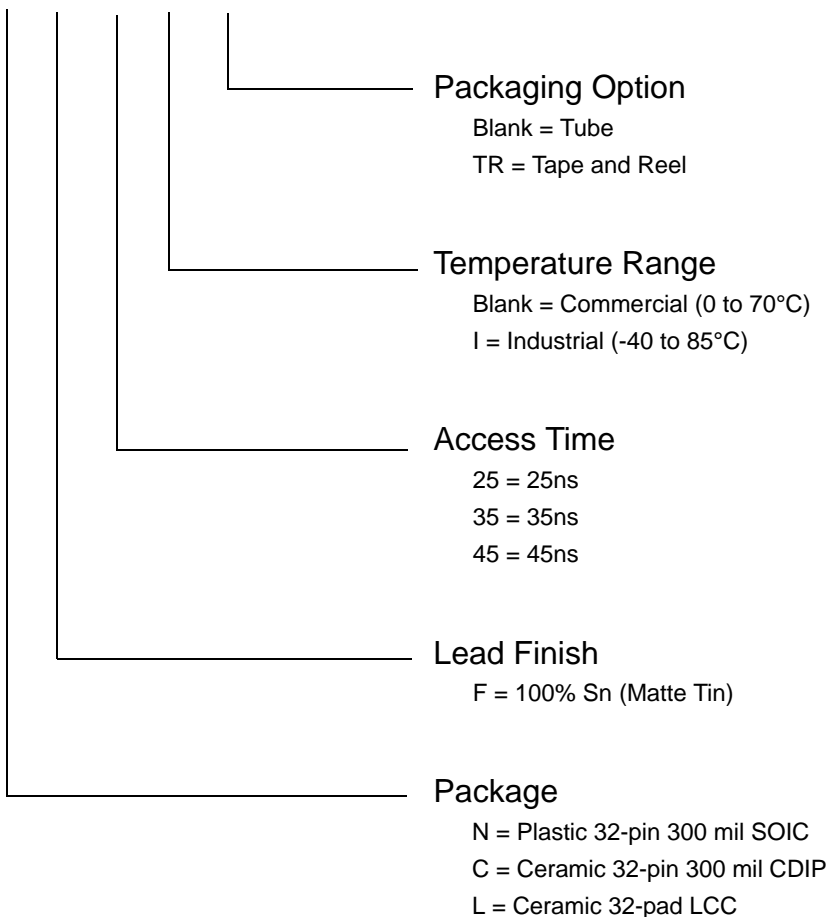 Packaging Option
Blank = Tube
TR = Tape and Reel
Temperature Range
Blank = Commercial (0 to 70°C)
I = Industrial (-40 to 85°C)
Access Time
25 = 25ns
35 = 35ns
45 = 45ns
Lead Finish
F = 100% Sn (Matte Tin)
Package
N = Plastic 32-pin 300 mil SOIC
C = Ceramic 32-pin 300 mil CDIP
L = Ceramic 32-pad LCC